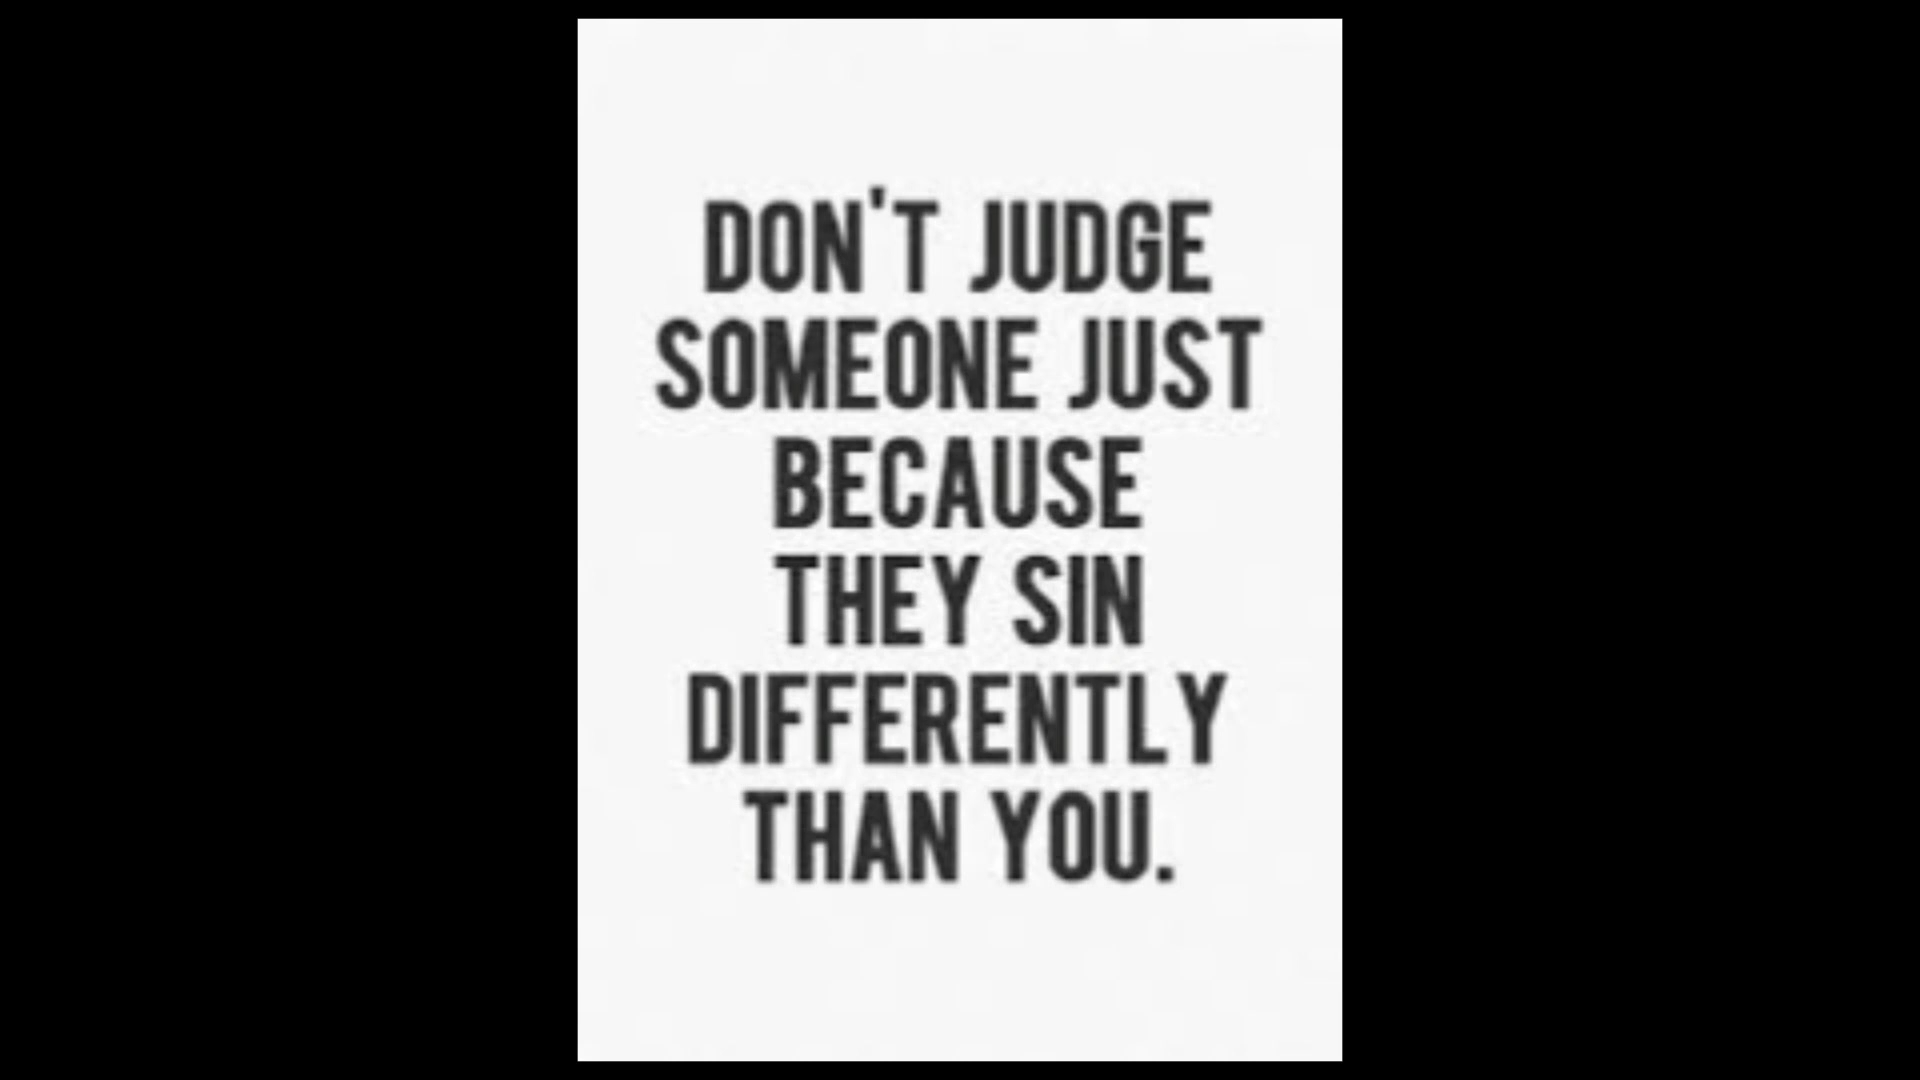 DON'T JUDGE
SOMEONE JUST
BECAUSE
THEY SIN
DIFFERENTLY
THAN YOU.